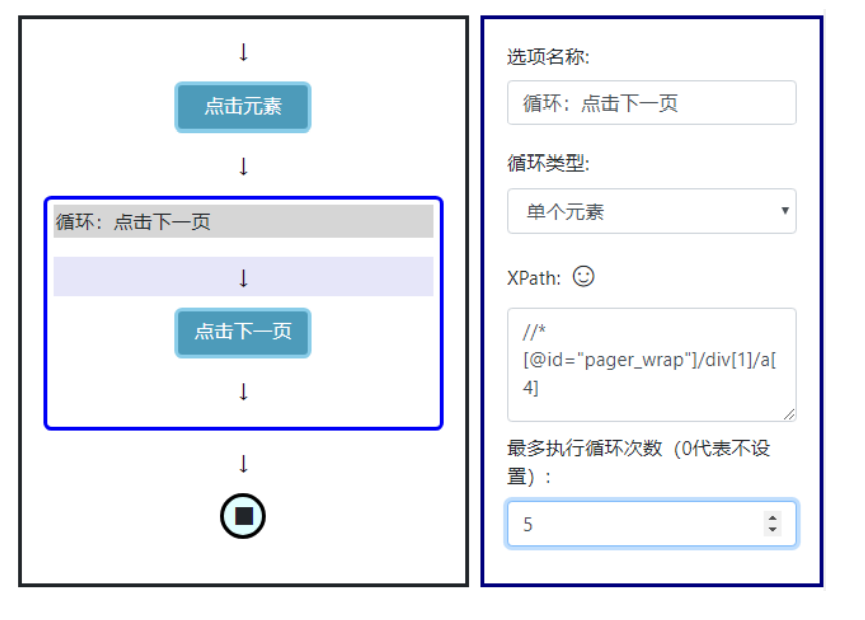 点击元素
循环：点击下一页
点击下一页
选项名称:
循环：点击下一页
循环类型:
单个元素
XPath:
//*
[@id="pager_wrap"]/div[1]/a[
4]
最多执行循环次数（0代表不设
置）:
5